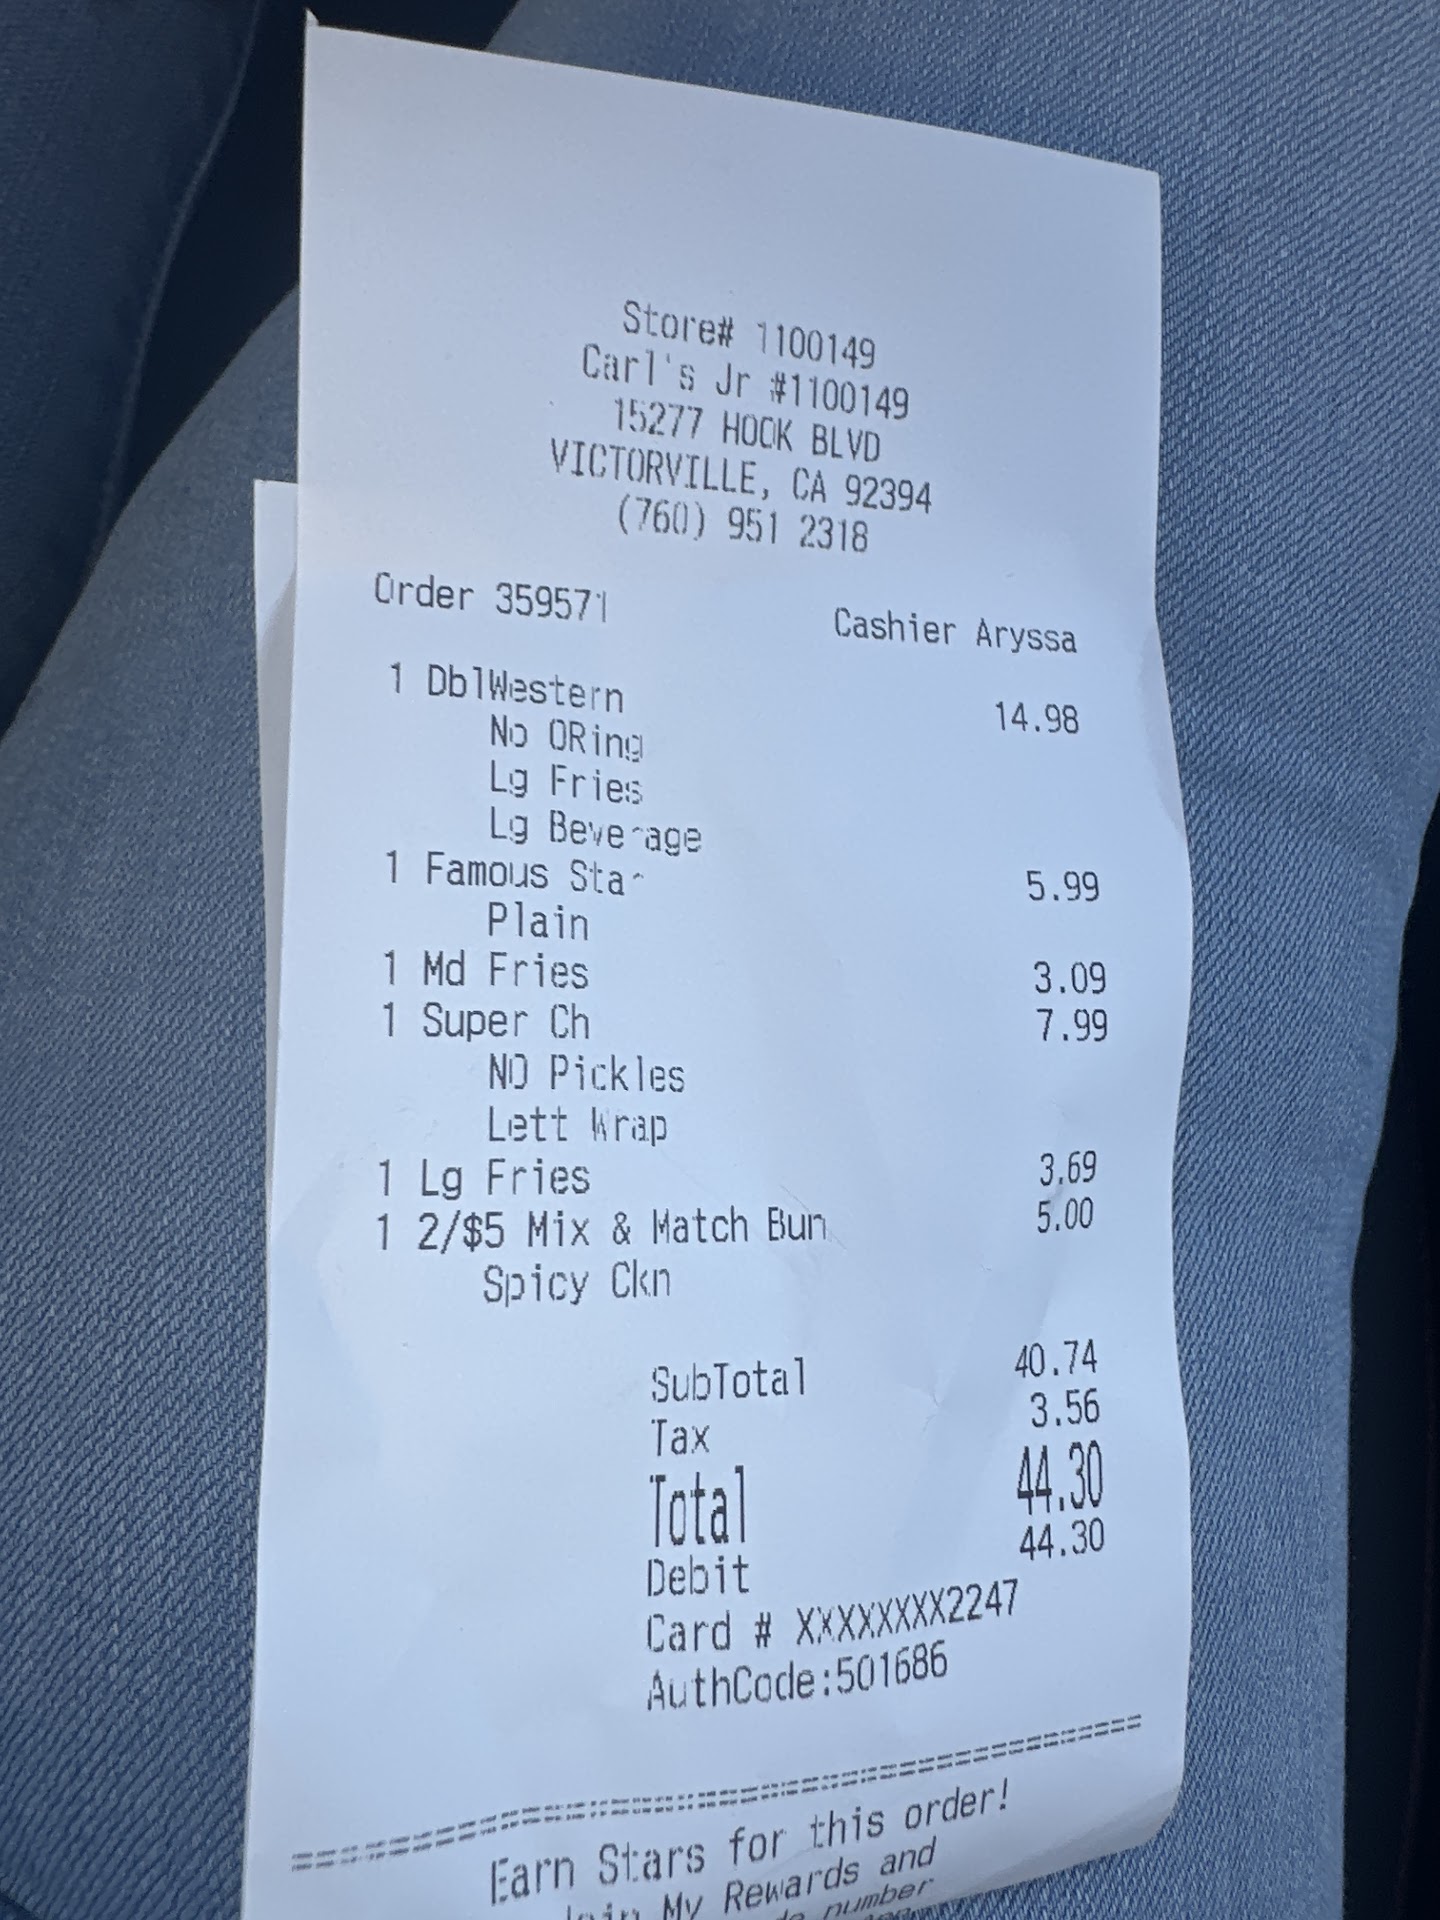 Store# 1100149
Carl's Jr #1100149
15277 HOOK BLVD
VICTORVILLE, CA 92394
(760) 951 2318
Order 359571 Cashier Aryssa
1 DblWestern 14.98
No ORing
Lg Fries
Lg Beverage
1 Famous Star 5.99
Plain
1 Md Fries 3.09
1 Super Ch 7.99
NO Pickles
Lett Wrap
1 Lg Fries 3.69
1 2/$5 Mix & Match Bun 5.00
Spicy Ckn
SubTotal 40.74
Tax 3.56
Total 44.30
Debit 44.30
Card # XXXXXXXX2247
AuthCode:501686
==========================================
Earn Stars for this order!
Join My Rewards and
number